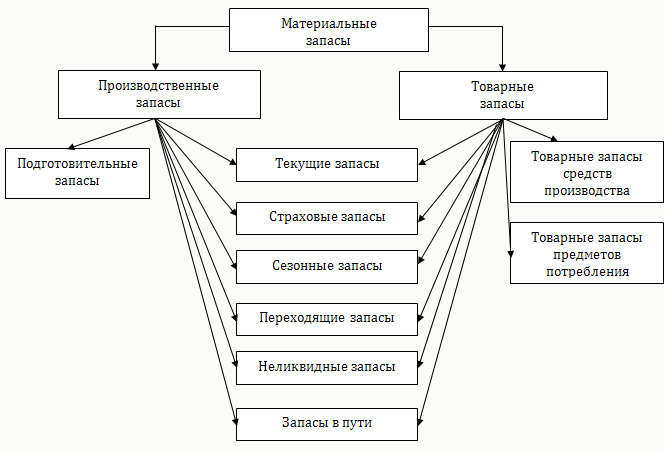 Материальные
запасы
Производственные
запасы
Товарные
запасы
Подготовительные
запасы
Текущие запасы
Товарные запасы
средств
производства
Страховые запасы
Сезонные запасы
Товарные запасы
предметов
потребления
Переходящие запасы
Неликвидные запасы
Запасы в пути